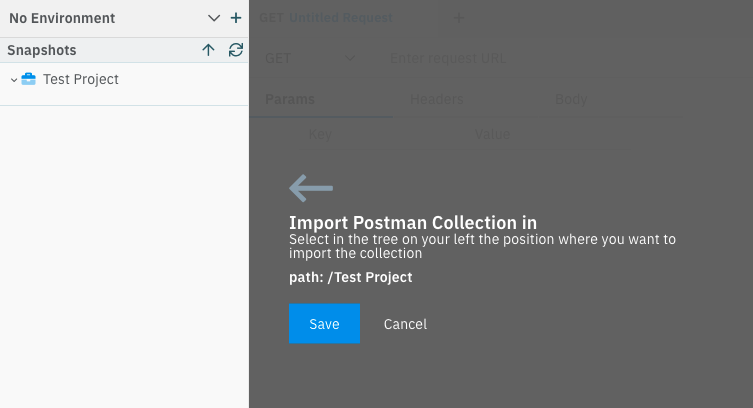 No Environment
GET Untitled Request
Snapshots
GET
Enter request URL
Test Project
Params
Headers
Body
Key
Value
Import Postman Collection in
Select in the tree on your left the position where you want to
import the collection
path: /Test Project
Save
Cancel